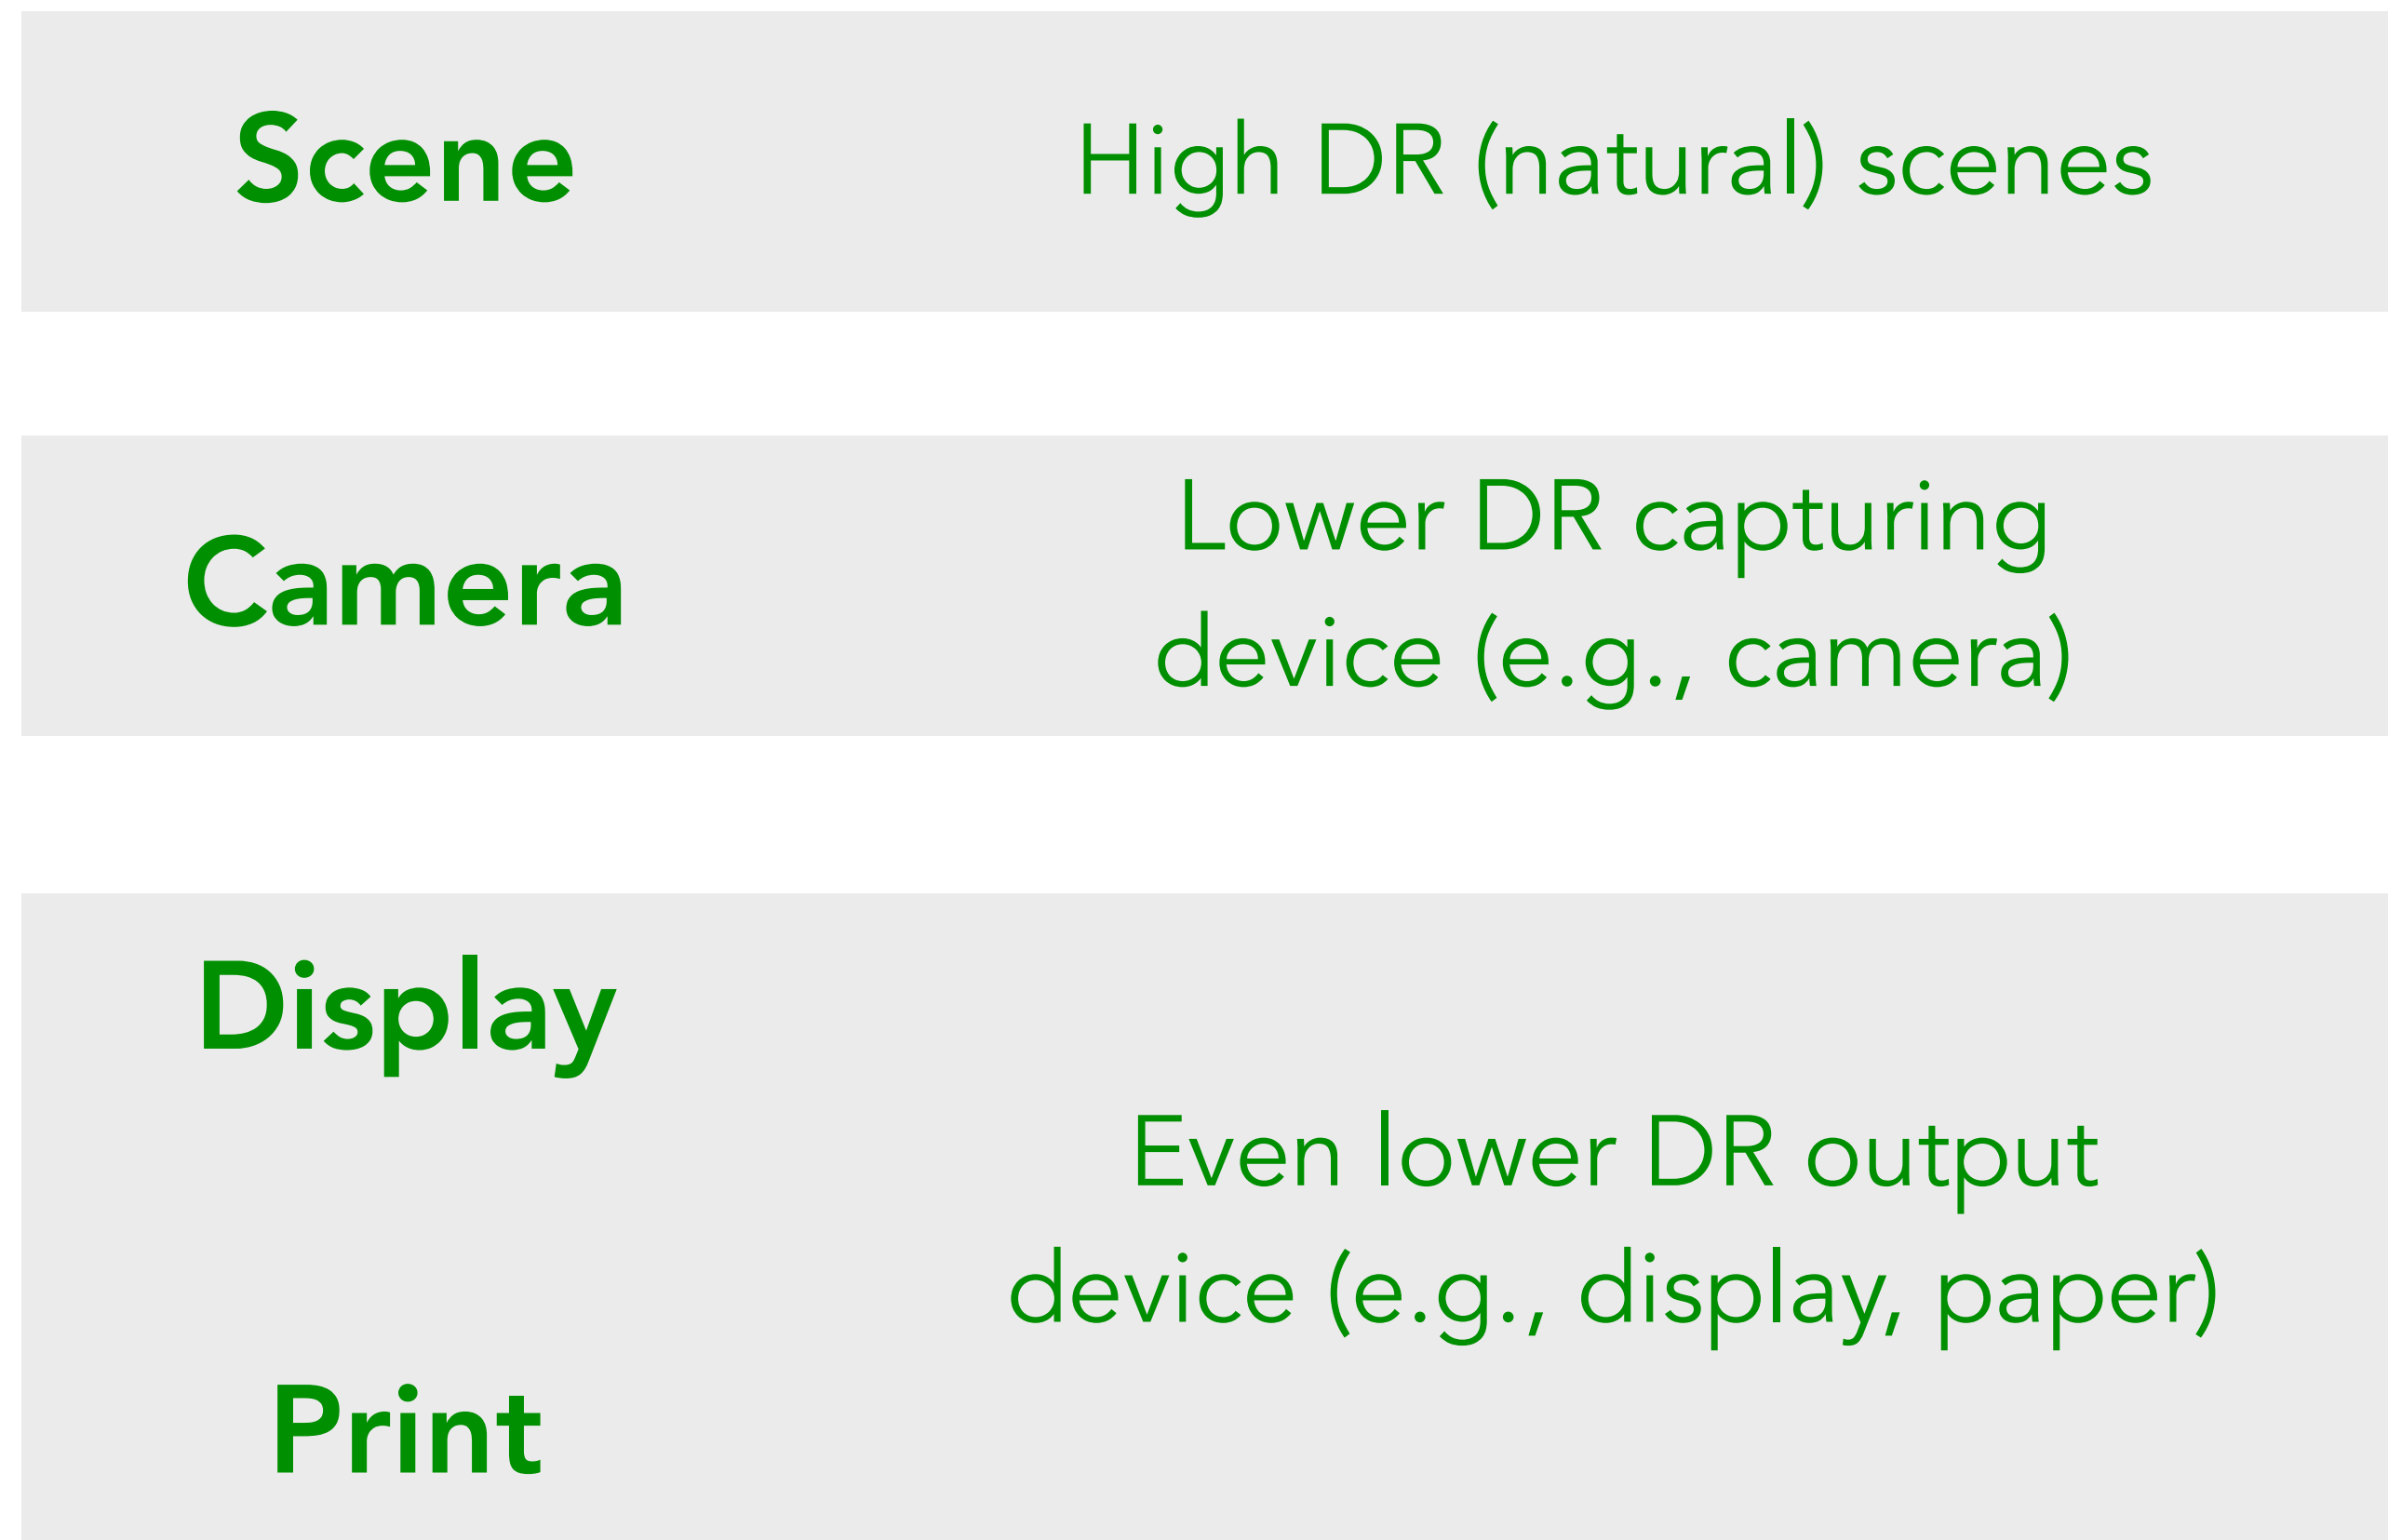 Scene
High DR (natural) scenes
Camera
Lower DR capturing
device (e.g., camera)
Display
Even lower DR output
device (e.g., display, paper)
Print